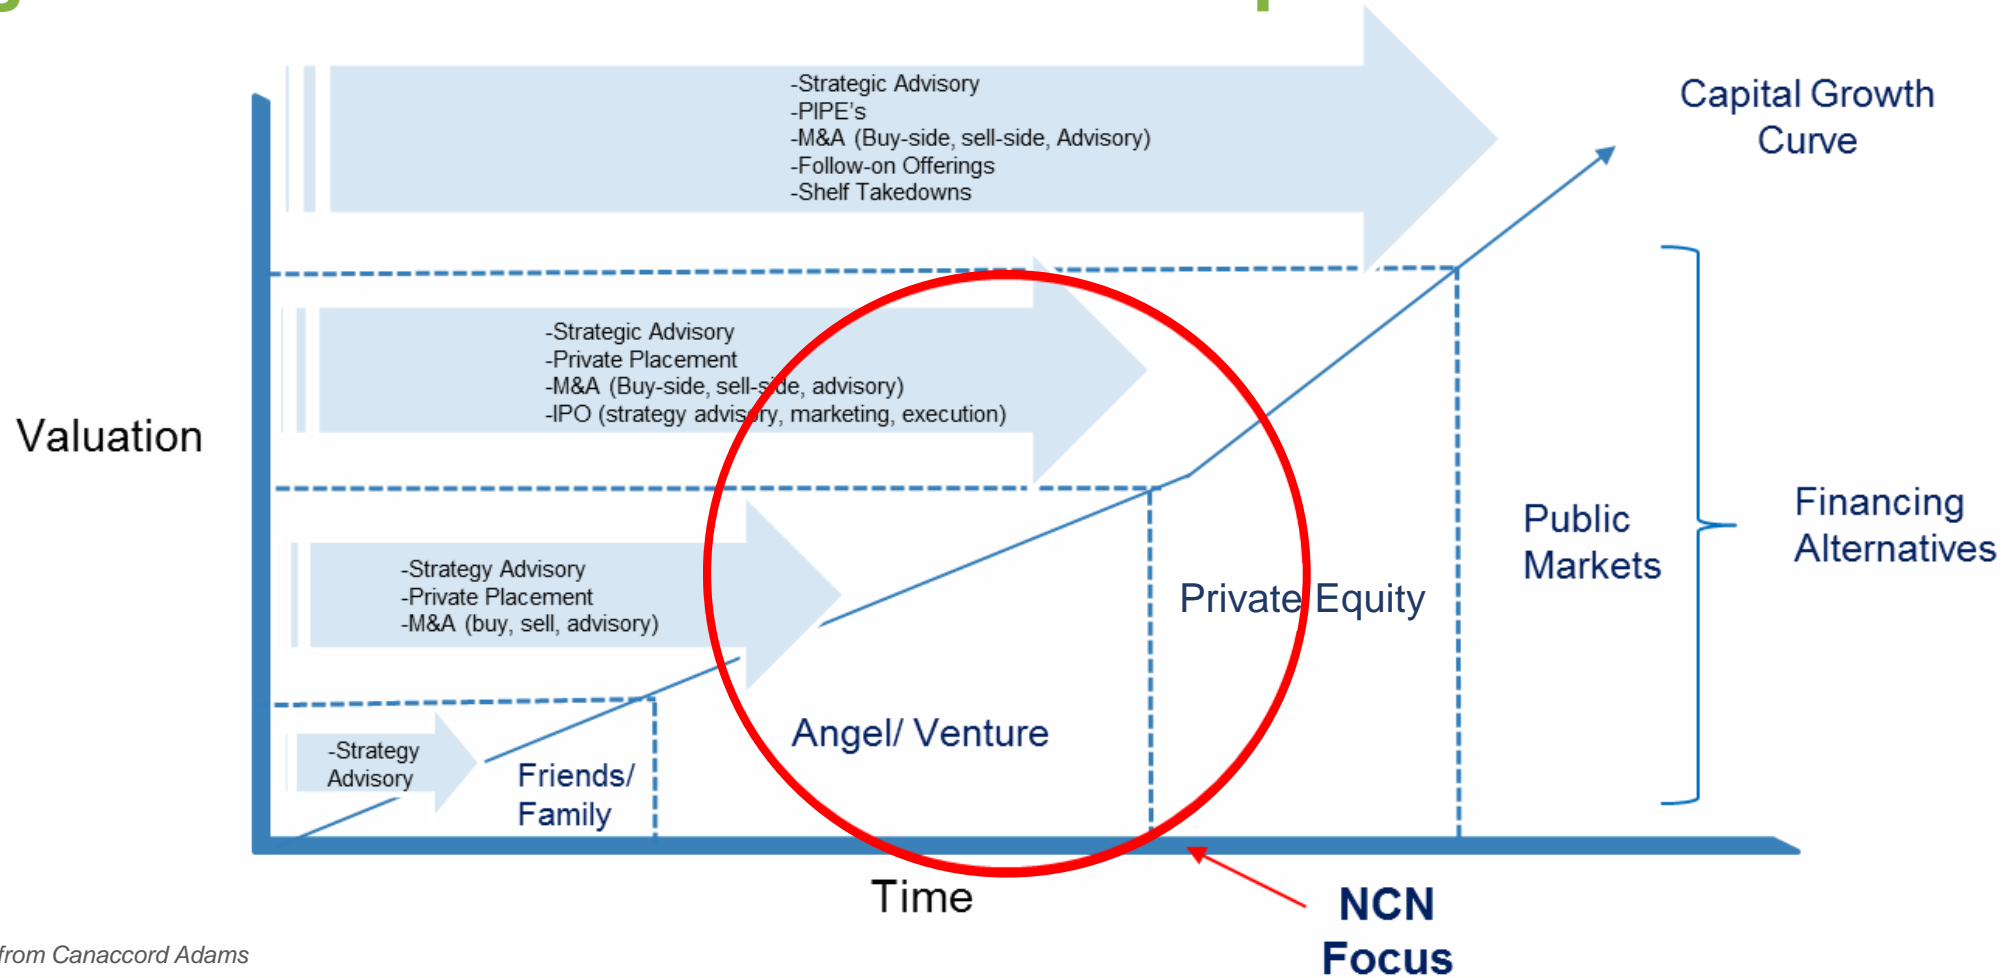 -Strategic Advisory
-PIPE's
-M&A (Buy-side, sell-side, Advisory)
-Follow-on Offerings
-Shelf Takedowns
Capital Growth
Curve
-Strategic Advisory
-Private Placement
-M&A (Buy-side, sell-side, advisory)
-IPO (strategy advisory, marketing, execution)
Valuation
-Strategy Advisory
-Private Placement
-M&A (buy, sell, advisory)
Public
Markets
Financing
Alternatives
Private Equity
Angel/ Venture
-Strategy
Advisory
Friends/
Family
Time
NCN
Focus
from Canaccord Adams